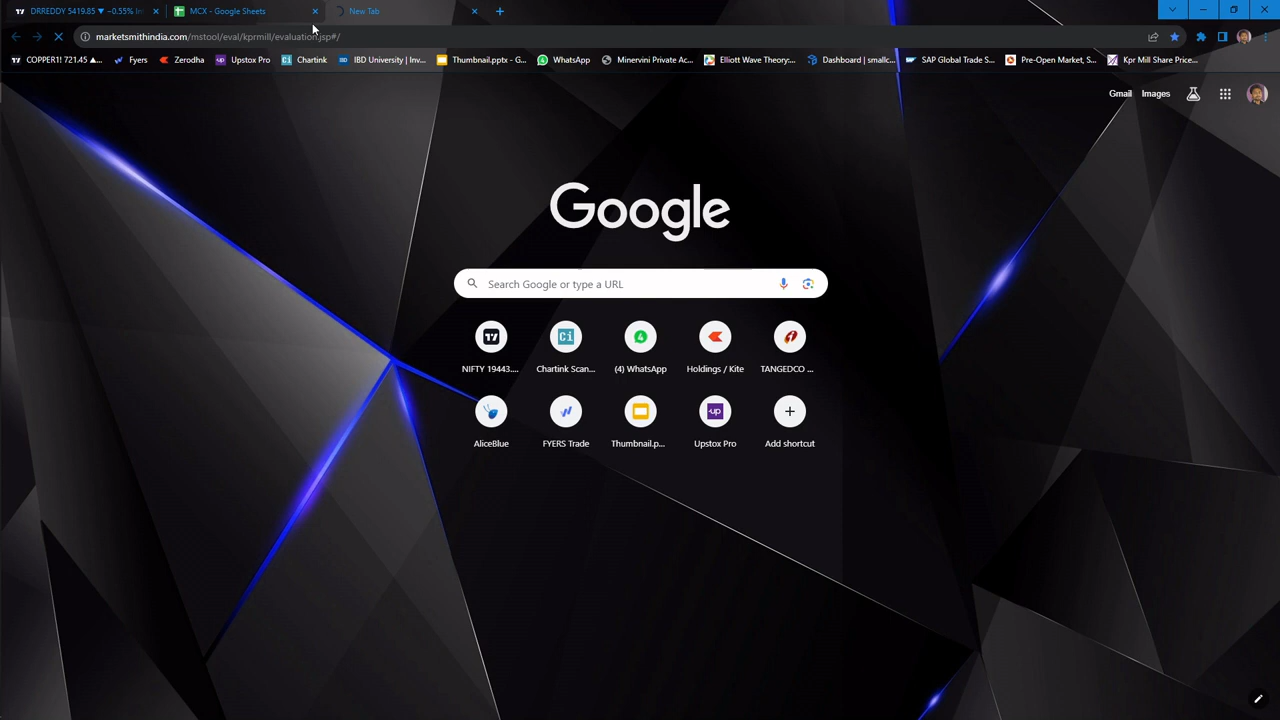 DRREDDY 5419.85 ▼ −0.55%
MCX - Google Sheets
New Tab
marketsmithindia.com/mstool/eval/kprmill/evaluation.jsp#/
COPPER1! 721.45 ▲...
Fyers
Zerodha
Upstox Pro
Chartink
IBD University | Inv...
Thumbnail.pptx - G...
WhatsApp
Minervini Private Ac...
Elliott Wave Theory:...
Dashboard | smallc...
SAP Global Trade S...
Pre-Open Market, S...
Kpr Mill Share Price...
Gmail Images
Google
Search Google or type a URL
NIFTY 19443.... Chartink Scan... (4) WhatsApp Holdings / Kite TANGEDCO ...
AliceBlue FYERS Trade Thumbnail.p... Upstox Pro Add shortcut